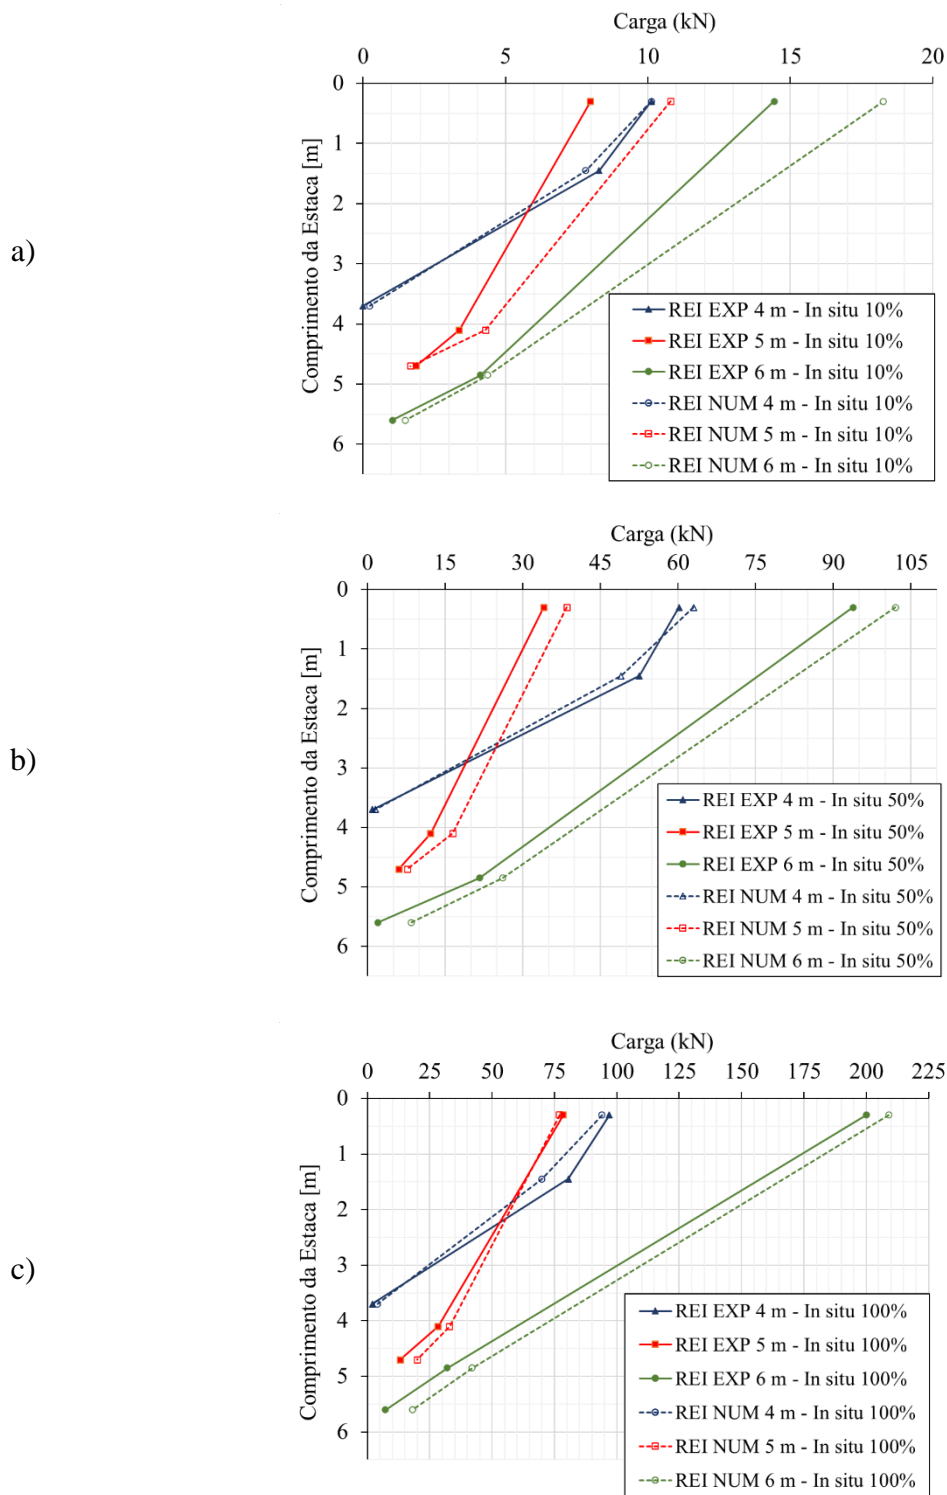 a)
Carga (kN)
0 5 10 15 20
Comprimento da Estaca [m]
0
1
2
3
4
5
6
REI EXP 4 m - In situ 10%
REI EXP 5 m - In situ 10%
REI EXP 6 m - In situ 10%
REI NUM 4 m - In situ 10%
REI NUM 5 m - In situ 10%
REI NUM 6 m - In situ 10%
b)
Carga (kN)
0 15 30 45 60 75 90 105
Comprimento da Estaca [m]
0
1
2
3
4
5
6
REI EXP 4 m - In situ 50%
REI EXP 5 m - In situ 50%
REI EXP 6 m - In situ 50%
REI NUM 4 m - In situ 50%
REI NUM 5 m - In situ 50%
REI NUM 6 m - In situ 50%
c)
Carga (kN)
0 25 50 75 100 125 150 175 200 225
Comprimento da Estaca [m]
0
1
2
3
4
5
6
REI EXP 4 m - In situ 100%
REI EXP 5 m - In situ 100%
REI EXP 6 m - In situ 100%
REI NUM 4 m - In situ 100%
REI NUM 5 m - In situ 100%
REI NUM 6 m - In situ 100%